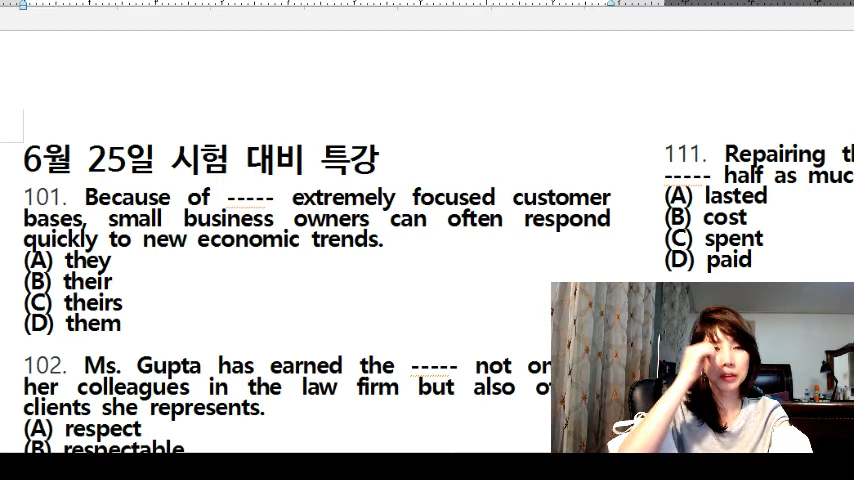 6월 25일 시험 대비 특강
101. Because of ----- extremely focused customer
bases, small business owners can often respond
quickly to new economic trends.
(A) they
(B) their
(C) theirs
(D) them
102. Ms. Gupta has earned the ----- not
her colleagues in the law firm but also
clients she represents.
(A) respect
(B) respectable
111. Repairing
----- half as
(A) lasted
(B) cost
(C) spent
(D) paid